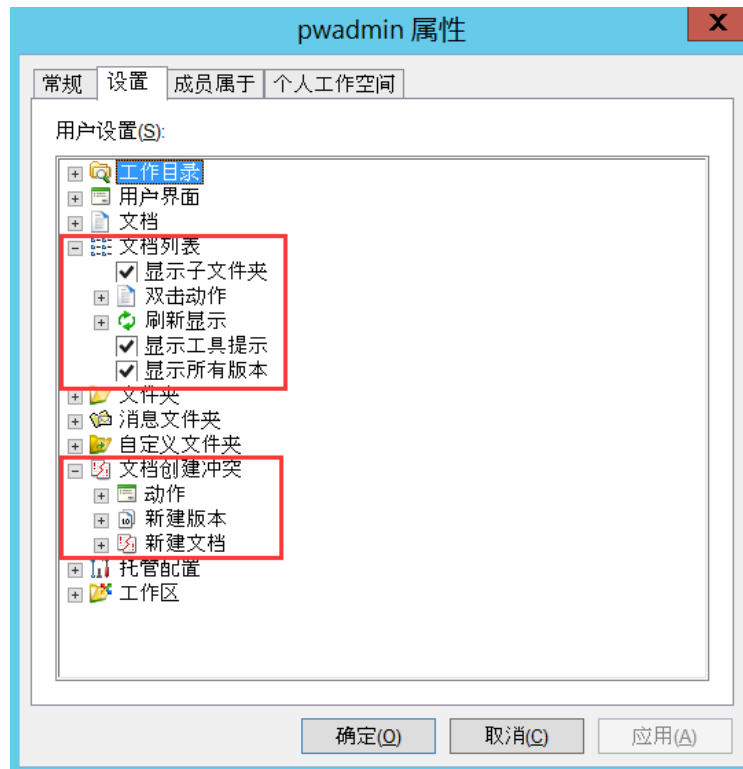 pwadmin 属性
X
常规 设置 成员属于 个人工作空间
用户设置(S):
工作目录
用户界面
文档
文档列表
显示子文件夹
双击动作
刷新显示
显示工具提示
显示所有版本
文件夹
消息文件夹
自定义文件夹
文档创建冲突
动作
新建版本
新建文档
托管配置
工作区
确定(O) 取消(C) 应用(A)